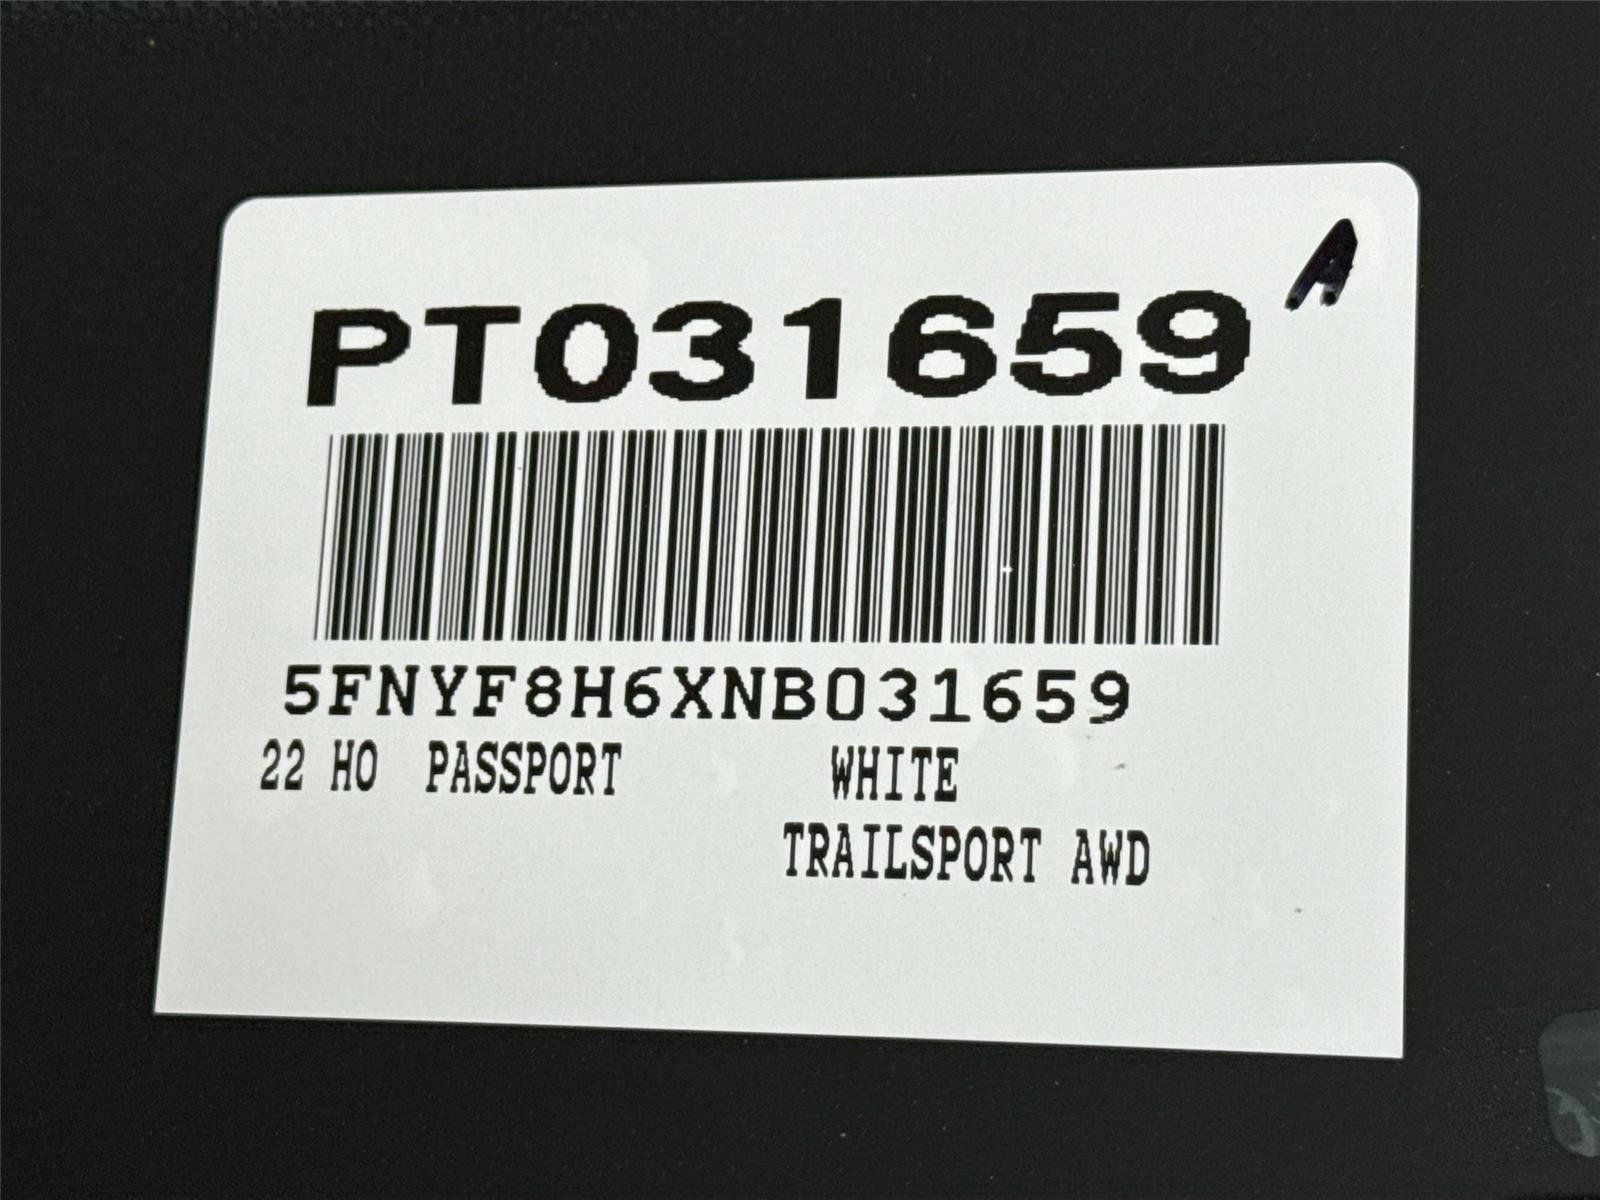 A
PT031659
5FNYF8H6XNB031659
22 HO PASSPORT WHITE
TRAILSPORT AWD